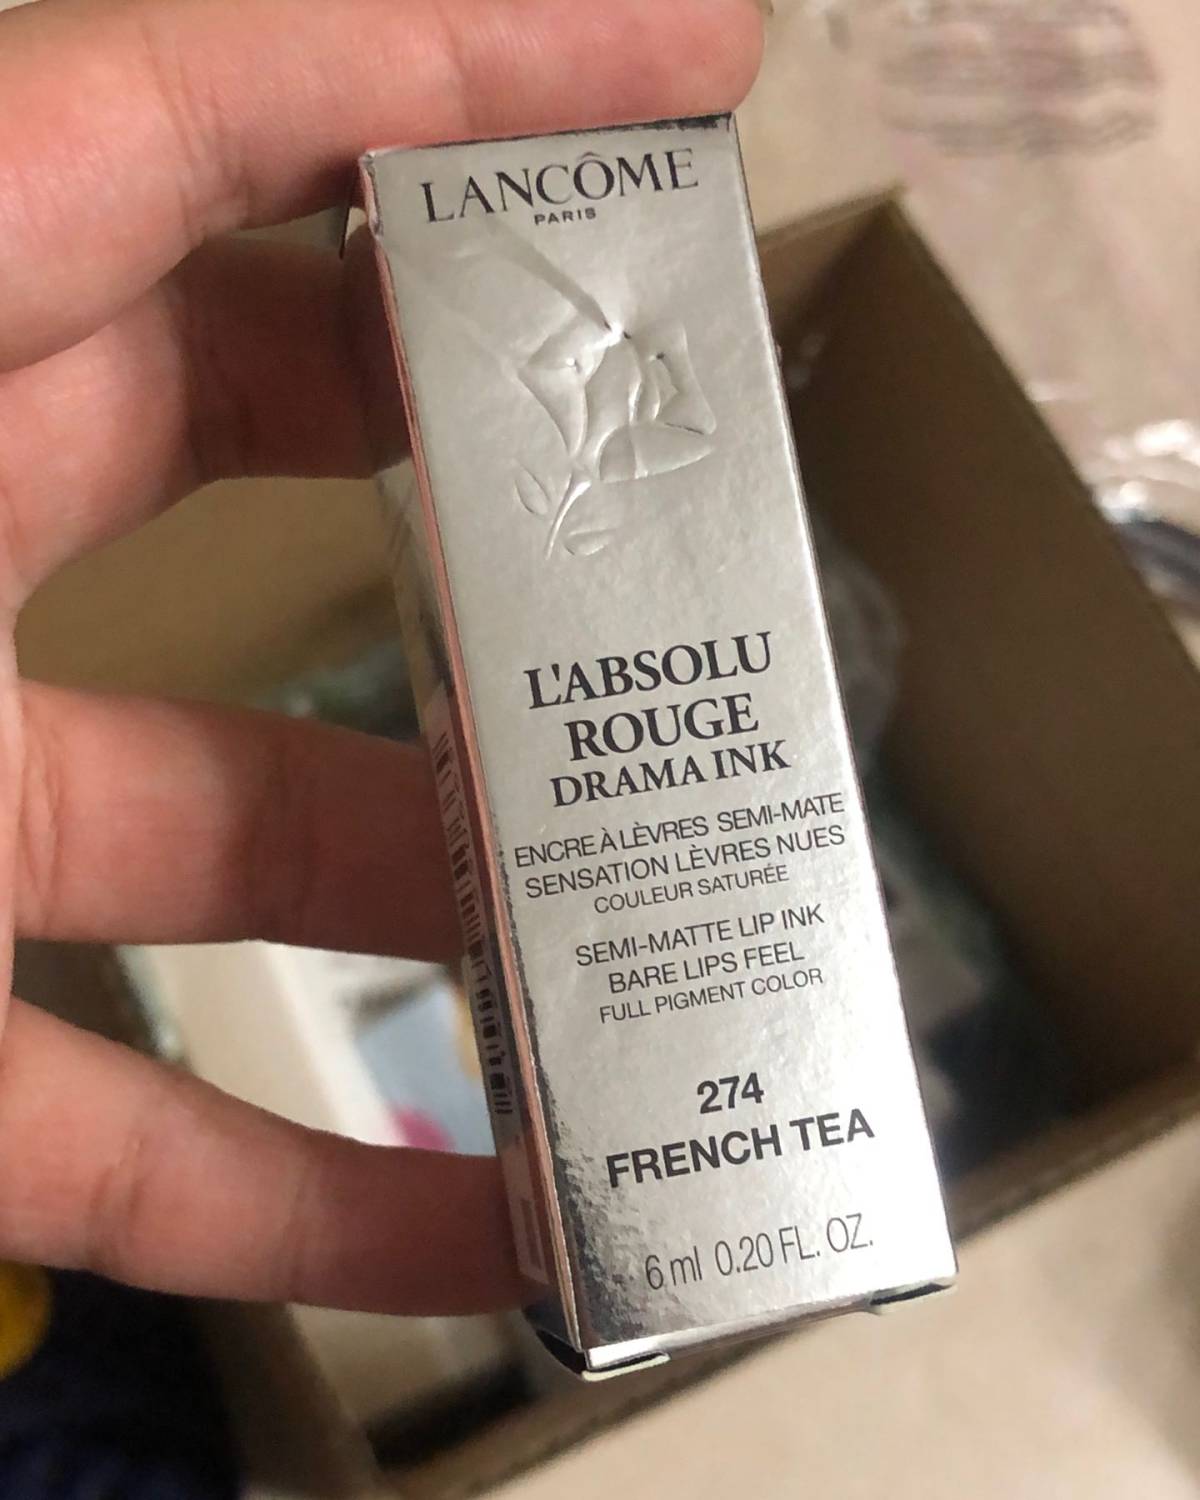 LANCÔME
PARIS
L'ABSOLU
ROUGE
DRAMA INK
ENCRE À LÈVRES SEMI-MATE
SENSATION LÈVRES NUES
COULEUR SATURÉE
SEMI-MATTE LIP INK
BARE LIPS FEEL
FULL PIGMENT COLOR
274
FRENCH TEA
6 ml 0.20 FL. OZ.